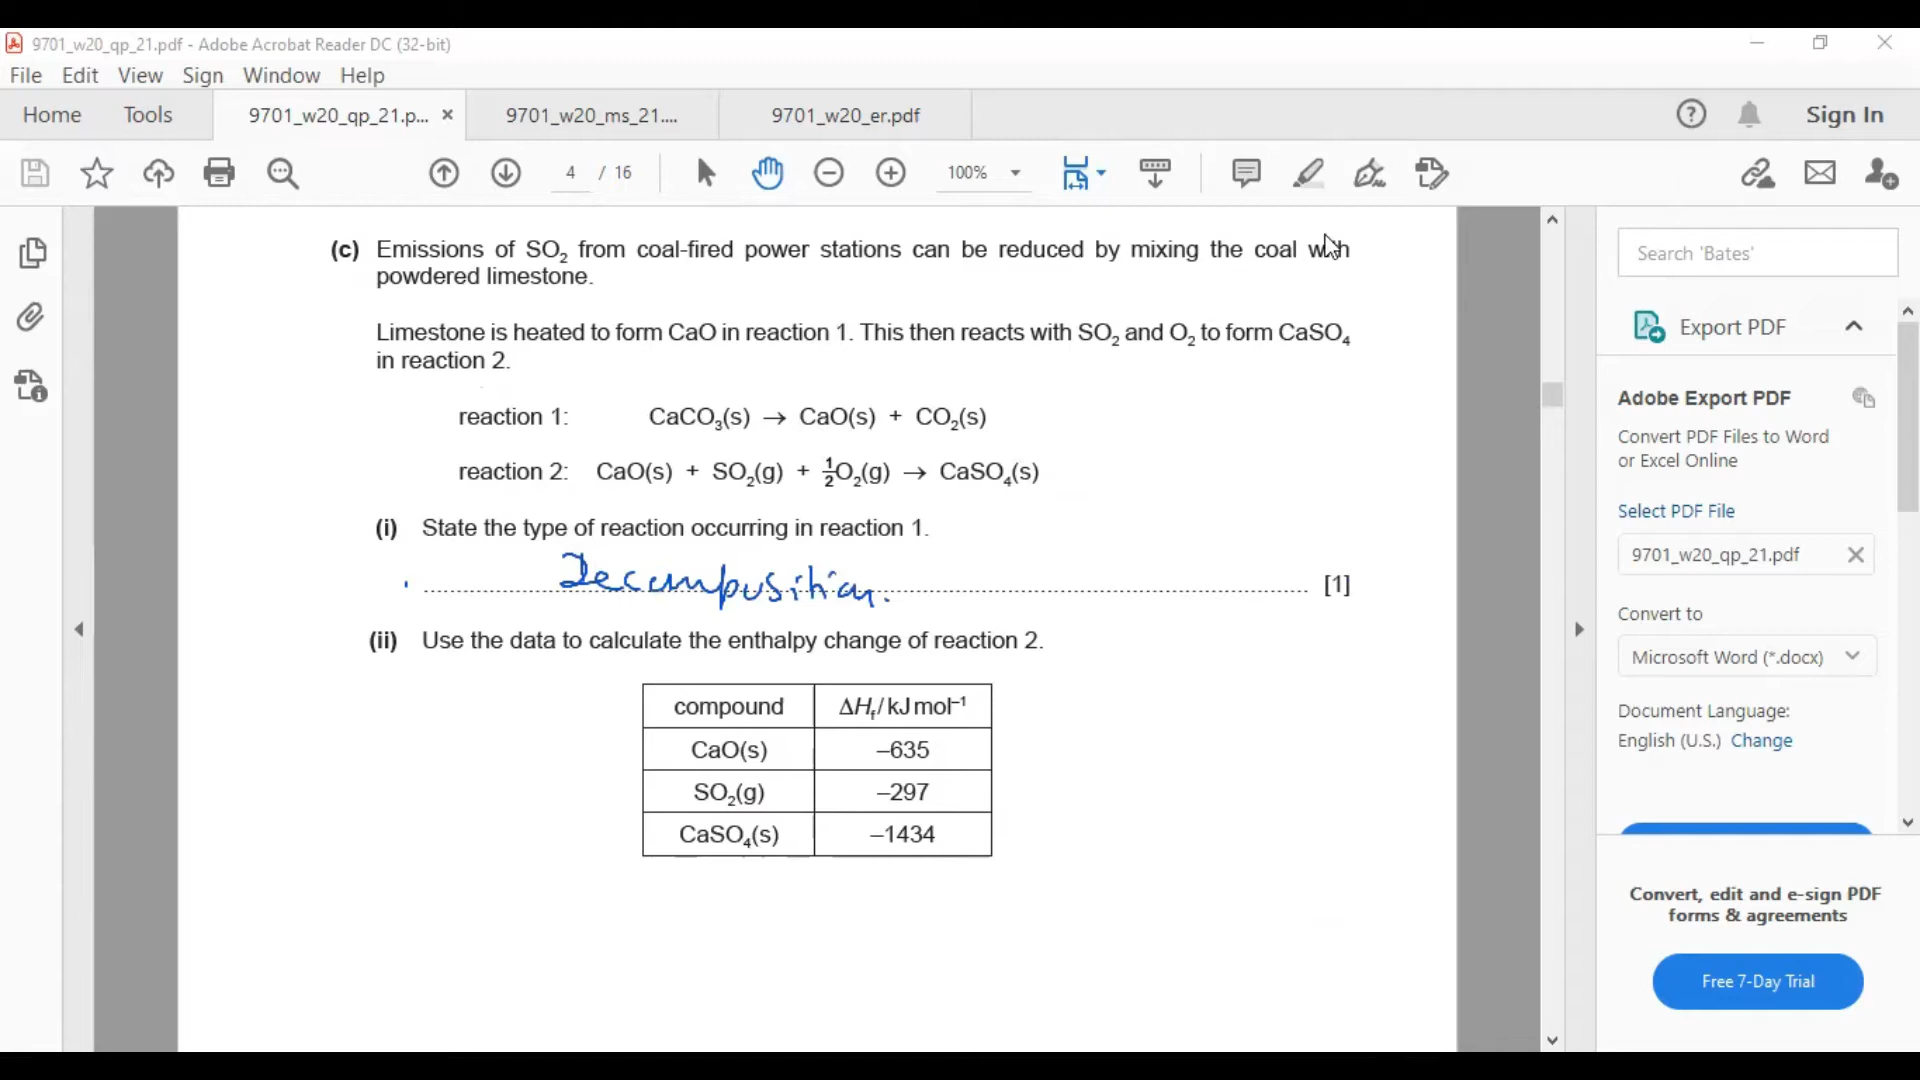 9701_w20_qp_21.pdf - Adobe Acrobat Reader DC (32-bit)
File Edit View Sign Window Help
Home Tools 9701_w20_qp_21.p... × 9701_w20_ms_21.... 9701_w20_er.pdf Sign In
4 / 16 100%
(c) Emissions of SO₂ from coal-fired power stations can be reduced by mixing the coal with
powdered limestone.
Limestone is heated to form CaO in reaction 1. This then reacts with SO₂ and O₂ to form CaSO₄
in reaction 2.
reaction 1: CaCO₃(s) → CaO(s) + CO₂(s)
reaction 2: CaO(s) + SO₂(g) + ½O₂(g) → CaSO₄(s)
(i) State the type of reaction occurring in reaction 1.
Decomposition. [1]
(ii) Use the data to calculate the enthalpy change of reaction 2.
compound ΔHf / kJ mol⁻¹
CaO(s) –635
SO₂(g) –297
CaSO₄(s) –1434
Search 'Bates'
Export PDF
Adobe Export PDF
Convert PDF Files to Word
or Excel Online
Select PDF File
9701_w20_qp_21.pdf
Convert to
Microsoft Word (*.docx)
Document Language:
English (U.S.) Change
Convert, edit and e-sign PDF
forms & agreements
Free 7-Day Trial